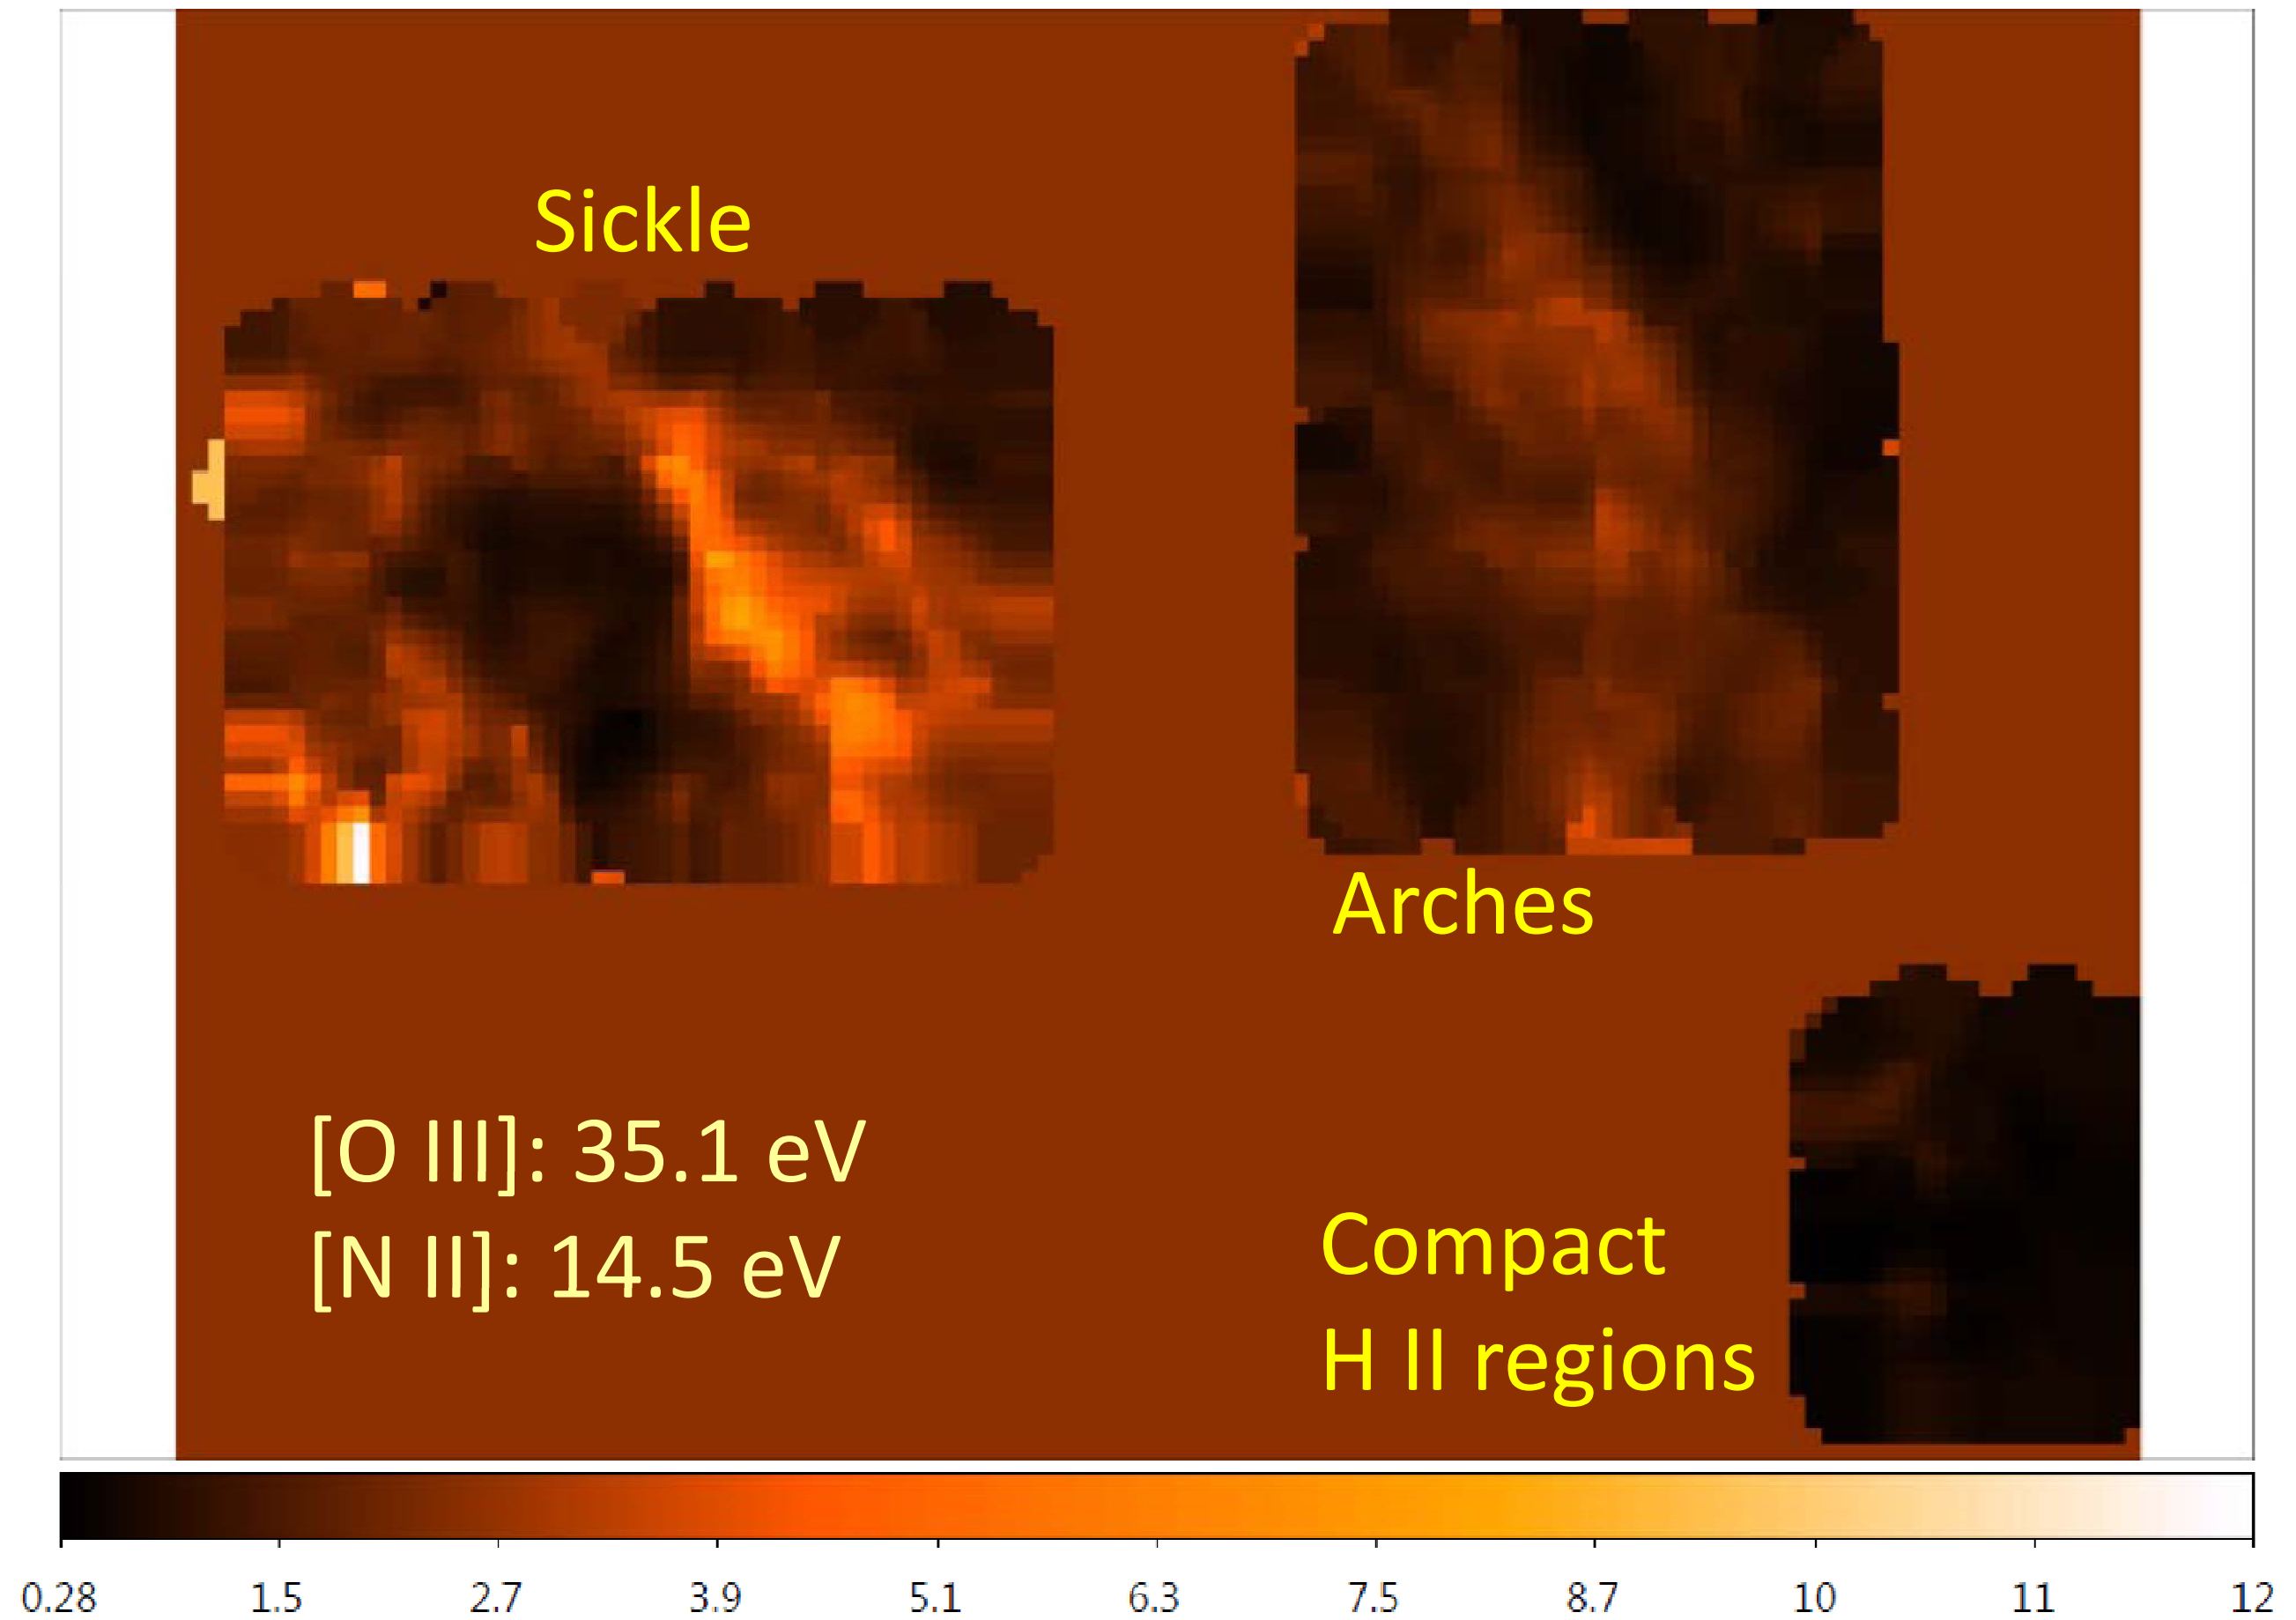 Sickle
Arches
[O III]: 35.1 eV
[N II]: 14.5 eV
Compact
H II regions
0.28 1.5 2.7 3.9 5.1 6.3 7.5 8.7 10 11 12